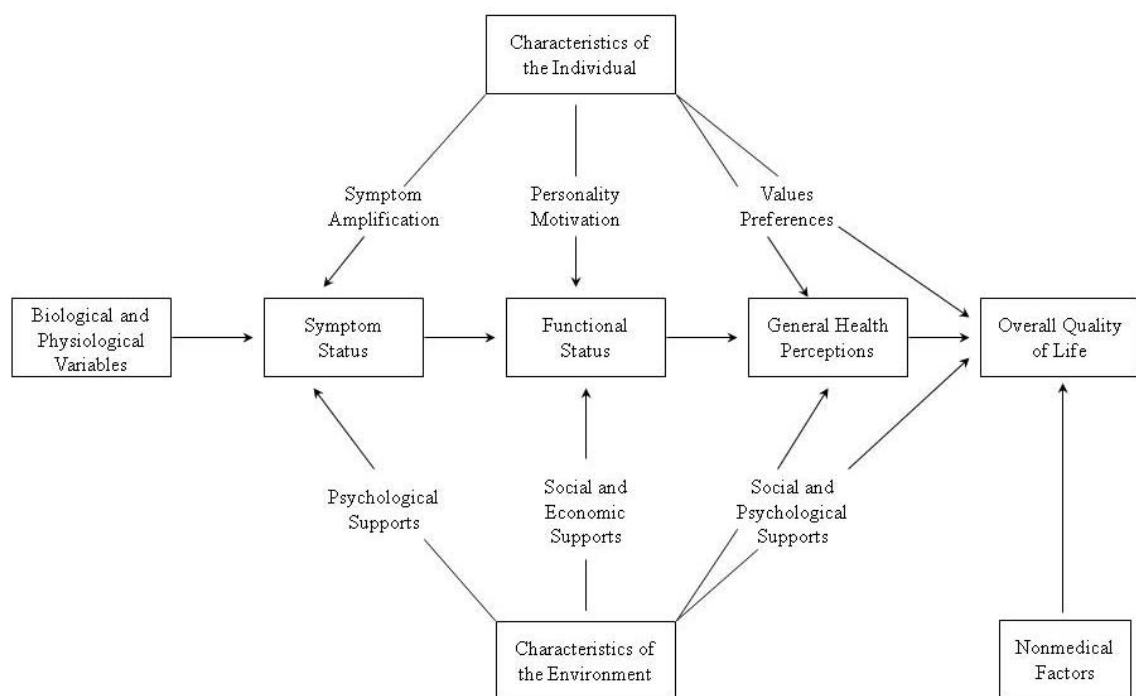 Characteristics of
the Individual
Symptom
Amplification
Personality
Motivation
Values
Preferences
Biological and
Physiological
Variables
Symptom
Status
Functional
Status
General Health
Perceptions
Overall Quality
of Life
Psychological
Supports
Social and
Economic
Supports
Social and
Psychological
Supports
Characteristics of
the Environment
Nonmedical
Factors